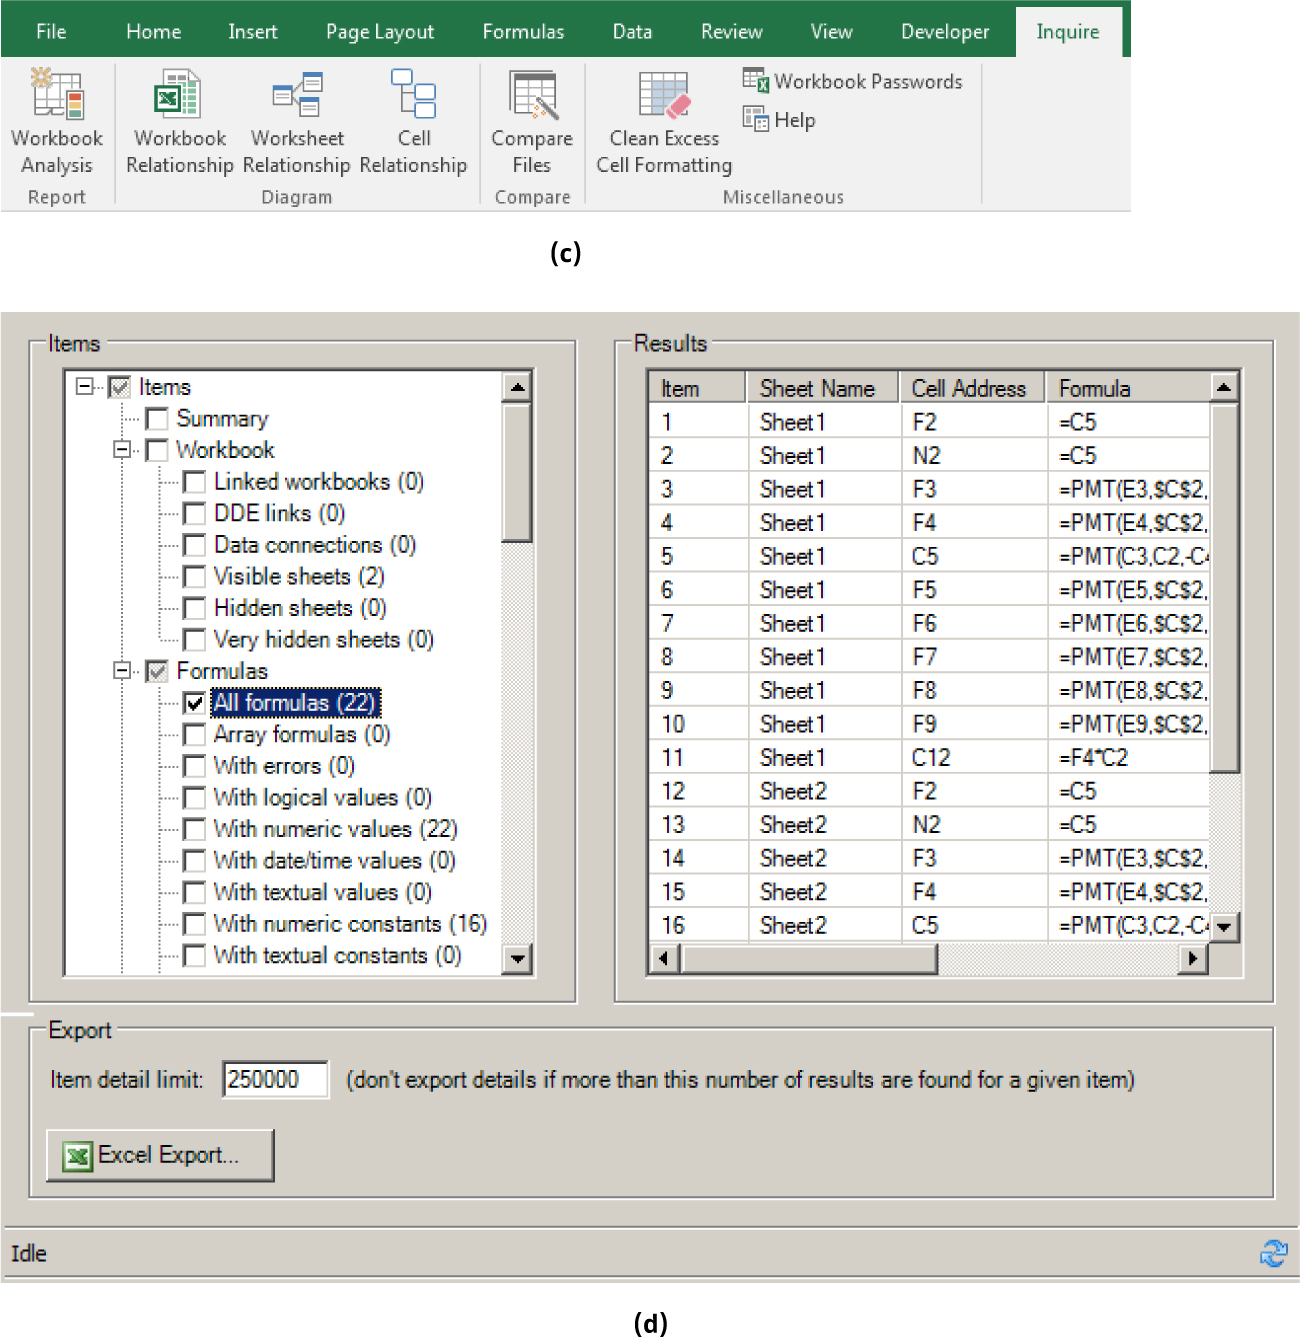 File Home Insert Page Layout Formulas Data Review View Developer Inquire
Workbook Analysis
Workbook Relationship
Worksheet Relationship
Cell Relationship
Compare Files
Clean Excess Cell Formatting
Workbook Passwords
Help
Report Diagram Compare Miscellaneous
(c)
Items
Items
Summary
Workbook
Linked workbooks (0)
DDE links (0)
Data connections (0)
Visible sheets (2)
Hidden sheets (0)
Very hidden sheets (0)
Formulas
All formulas (22)
Array formulas (0)
With errors (0)
With logical values (0)
With numeric values (22)
With date/time values (0)
With textual values (0)
With numeric constants (16)
With textual constants (0)
Results
Item Sheet Name Cell Address Formula
1 Sheet1 F2 =C5
2 Sheet1 N2 =C5
3 Sheet1 F3 =PMT(E3,$C$2,
4 Sheet1 F4 =PMT(E4,$C$2,
5 Sheet1 C5 =PMT(C3,C2,-C4
6 Sheet1 F5 =PMT(E5,$C$2,
7 Sheet1 F6 =PMT(E6,$C$2,
8 Sheet1 F7 =PMT(E7,$C$2,
9 Sheet1 F8 =PMT(E8,$C$2,
10 Sheet1 F9 =PMT(E9,$C$2,
11 Sheet1 C12 =F4*C2
12 Sheet2 F2 =C5
13 Sheet2 N2 =C5
14 Sheet2 F3 =PMT(E3,$C$2,
15 Sheet2 F4 =PMT(E4,$C$2,
16 Sheet2 C5 =PMT(C3,C2,-C4
Export
Item detail limit: 250000 (don't export details if more than this number of results are found for a given item)
Excel Export...
Idle
(d)